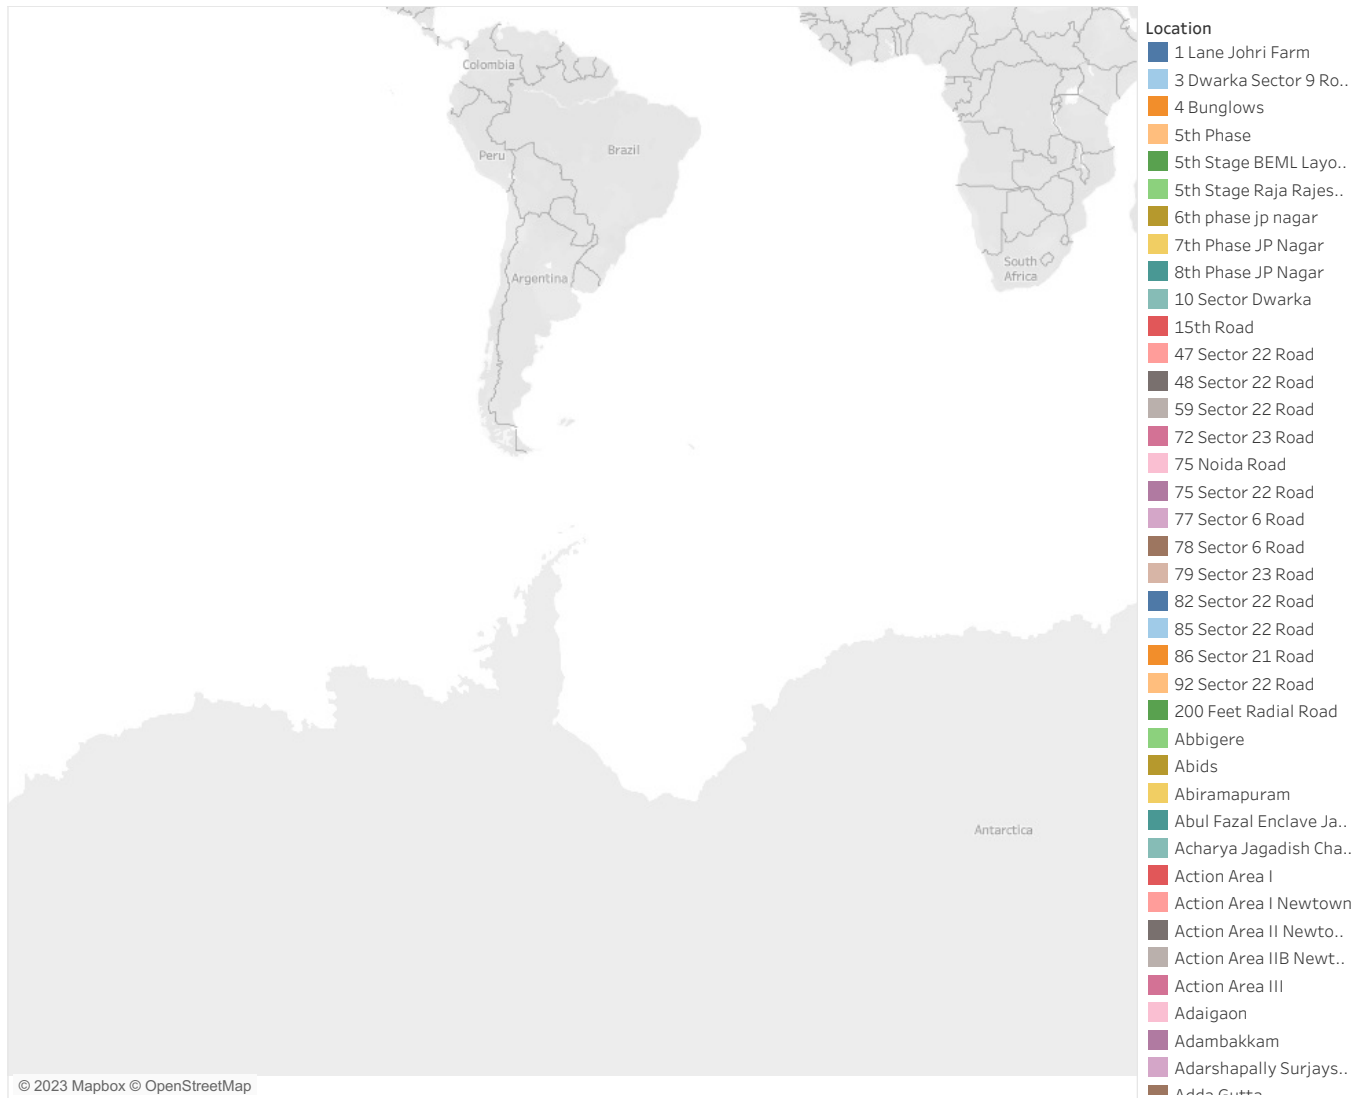 Colombia
Peru
Brazil
Argentina
South
Africa
Antarctica
© 2023 Mapbox © OpenStreetMap
Location
1 Lane Johri Farm
3 Dwarka Sector 9 Ro..
4 Bunglows
5th Phase
5th Stage BEML Layo..
5th Stage Raja Rajes..
6th phase jp nagar
7th Phase JP Nagar
8th Phase JP Nagar
10 Sector Dwarka
15th Road
47 Sector 22 Road
48 Sector 22 Road
59 Sector 22 Road
72 Sector 23 Road
75 Noida Road
75 Sector 22 Road
77 Sector 6 Road
78 Sector 6 Road
79 Sector 23 Road
82 Sector 22 Road
85 Sector 22 Road
86 Sector 21 Road
92 Sector 22 Road
200 Feet Radial Road
Abbigere
Abids
Abiramapuram
Abul Fazal Enclave Ja..
Acharya Jagadish Cha..
Action Area I
Action Area I Newtown
Action Area II Newto..
Action Area IIB Newt..
Action Area III
Adaigaon
Adambakkam
Adarshapally Surjays..
Adda Gutta